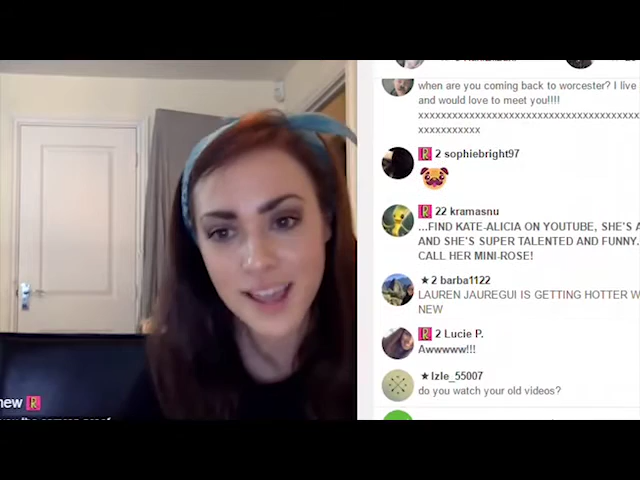 when are you coming back to worcester? I live
and would love to meet you!!!!
xxxxxxxxxxxxxxxxxxxxxxxxxxxxxxxxxxxxxxx
xxxxxxxxxxx
R 2 sophiebright97
R 22 kramasnu
...FIND KATE-ALICIA ON YOUTUBE, SHE'S A
AND SHE'S SUPER TALENTED AND FUNNY.
CALL HER MINI-ROSE!
★ 2 barba1122
LAUREN JAUREGUI IS GETTING HOTTER W
NEW
R 2 Lucie P.
Awwwww!!!
★ Izle_55007
do you watch your old videos?
new R